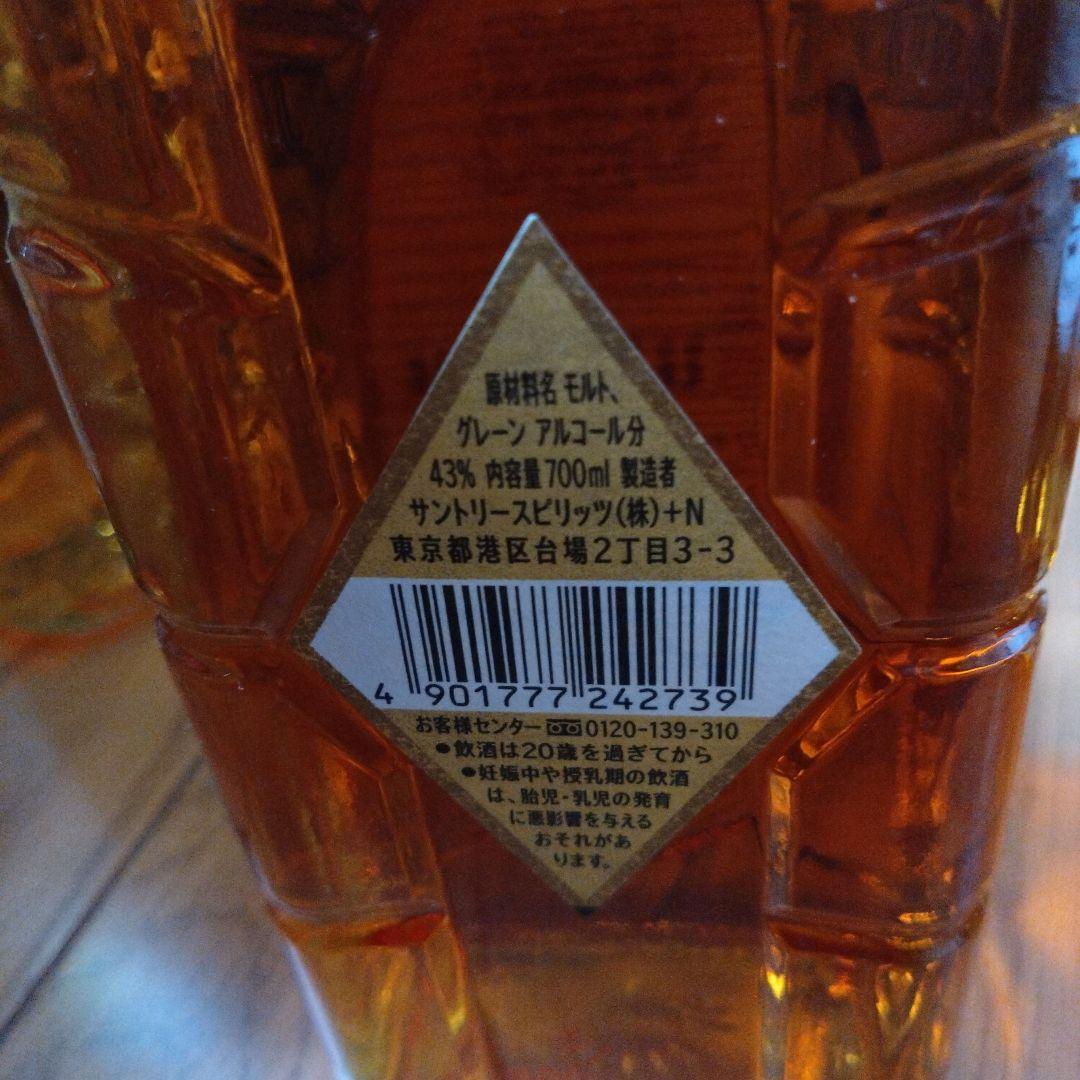 原材料名 モルト、
グレーン アルコール分
43% 内容量700ml 製造者
サントリースピリッツ(株)+N
東京都港区台場2丁目3-3
4 901777 242739
お客様センター 0120-139-310
●飲酒は20歳を過ぎてから
●妊娠中や授乳期の飲酒
は、胎児・乳児の発育
に悪影響を与える
おそれがあ
ります。